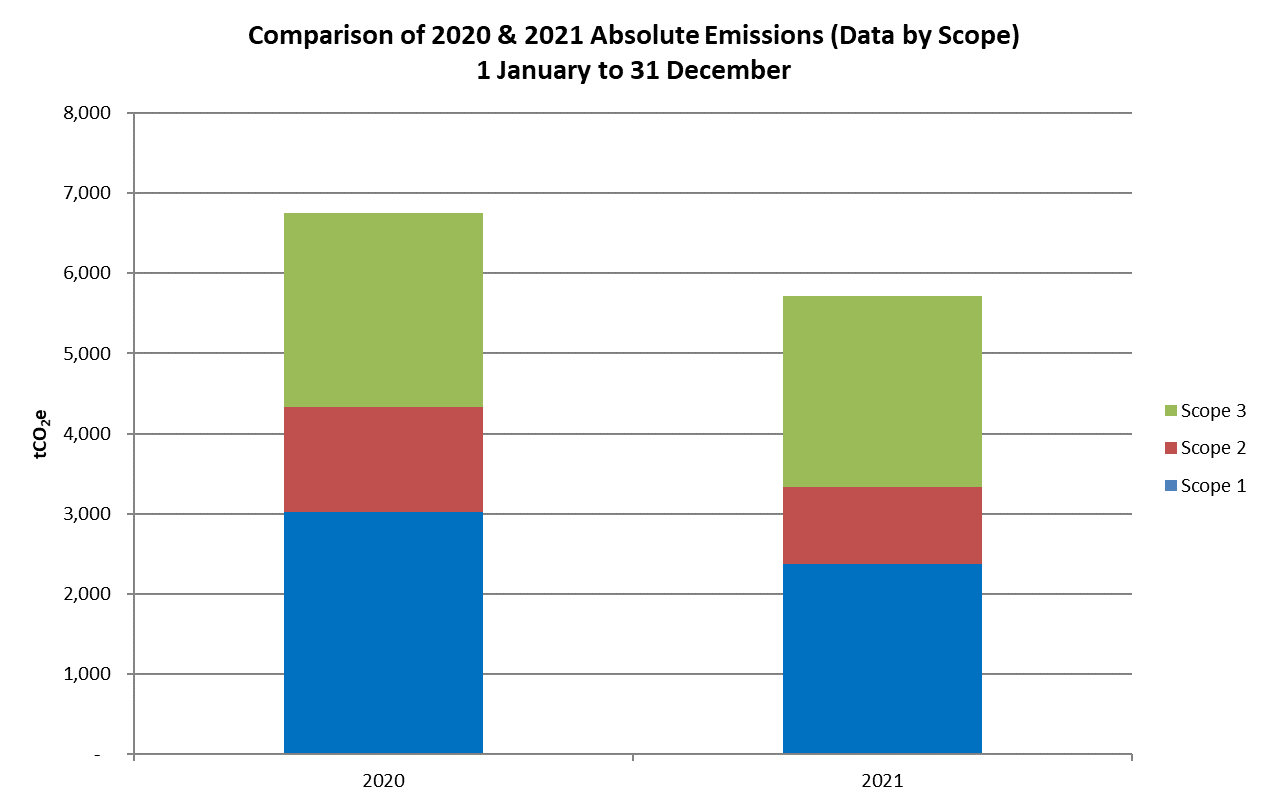 Comparison of 2020 & 2021 Absolute Emissions (Data by Scope)
1 January to 31 December
8,000
7,000
6,000
5,000
4,000
3,000
2,000
1,000
-
tCO₂e
2020
2021
Scope 3
Scope 2
Scope 1